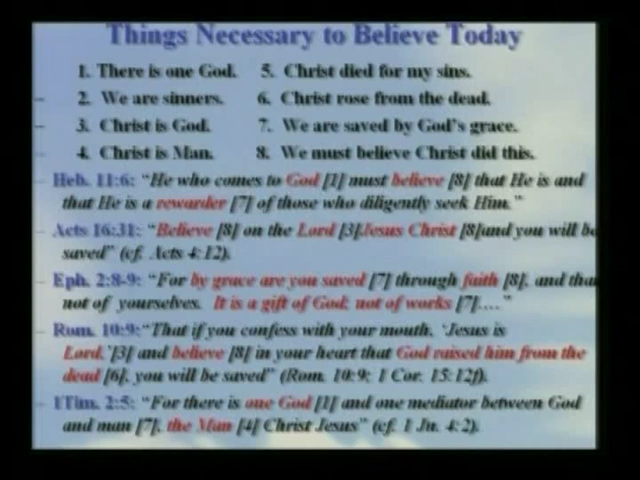 Things Necessary to Believe Today
1. There is one God. 5. Christ died for my sins.
2. We are sinners. 6. Christ rose from the dead.
3. Christ is God. 7. We are saved by God's grace.
4. Christ is Man. 8. We must believe Christ did this.
– Heb. 11:6: “He who comes to God [1] must believe [8] that He is and
that He is a rewarder [7] of those who diligently seek Him.”
– Acts 16:31: “Believe [8] on the Lord [3]Jesus Christ [8]and you will be
saved” (cf. Acts 4:12).
– Eph. 2:8-9: “For by grace are you saved [7] through faith [8], and that
not of yourselves. It is a gift of God; not of works [7]....”
– Rom. 10:9: “That if you confess with your mouth, ‘Jesus is
Lord,’[3] and believe [8] in your heart that God raised him from the
dead [6], you will be saved” (Rom. 10:9; 1 Cor. 15:12f).
– 1Tim. 2:5: “For there is one God [1] and one mediator between God
and man [7], the Man [4] Christ Jesus” (cf. 1 Jn. 4:2).